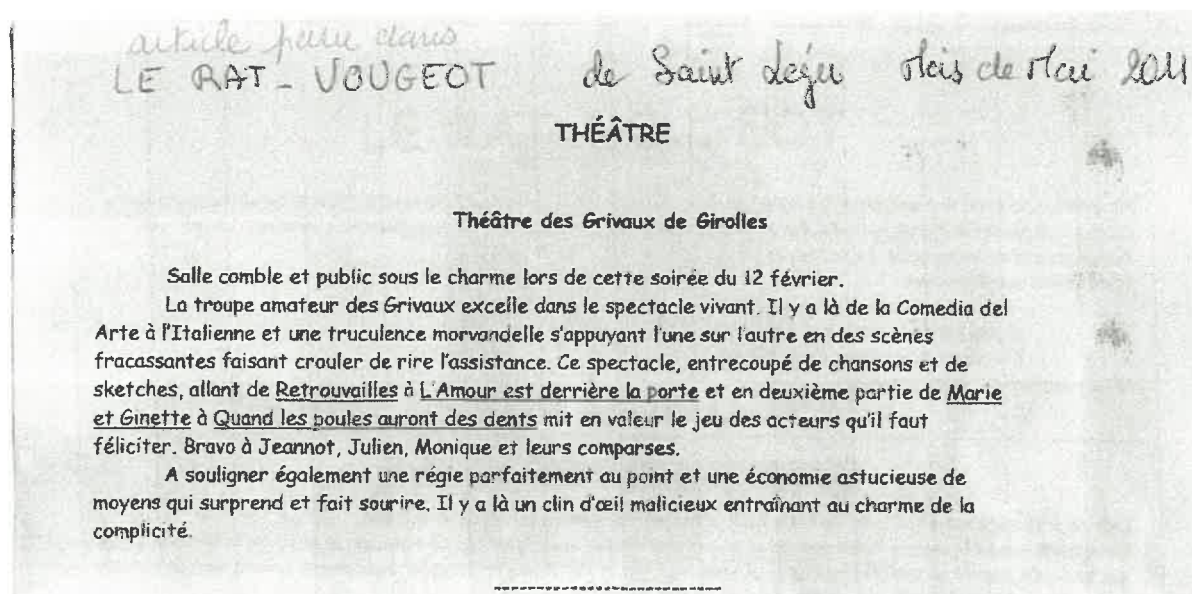 article paru dans
LE RAT - VOUGEOT de Saint Léger Mois de Mai 2011
THÉÂTRE
Théâtre des Grivaux de Girolles
Salle comble et public sous le charme lors de cette soirée du 12 février.
La troupe amateur des Grivaux excelle dans le spectacle vivant. Il y a là de la Comedia del
Arte à l'Italienne et une truculence morvandelle s'appuyant l'une sur l'autre en des scènes
fracassantes faisant crouler de rire l'assistance. Ce spectacle, entrecoupé de chansons et de
sketches, allant de Retrouvailles à L'Amour est derrière la porte et en deuxième partie de Marie
et Ginette à Quand les poules auront des dents mit en valeur le jeu des acteurs qu'il faut
féliciter. Bravo à Jeannot, Julien, Monique et leurs comparses.
A souligner également une régie parfaitement au point et une économie astucieuse de
moyens qui surprend et fait sourire. Il y a là un clin d'œil malicieux entraînant au charme de la
complicité.